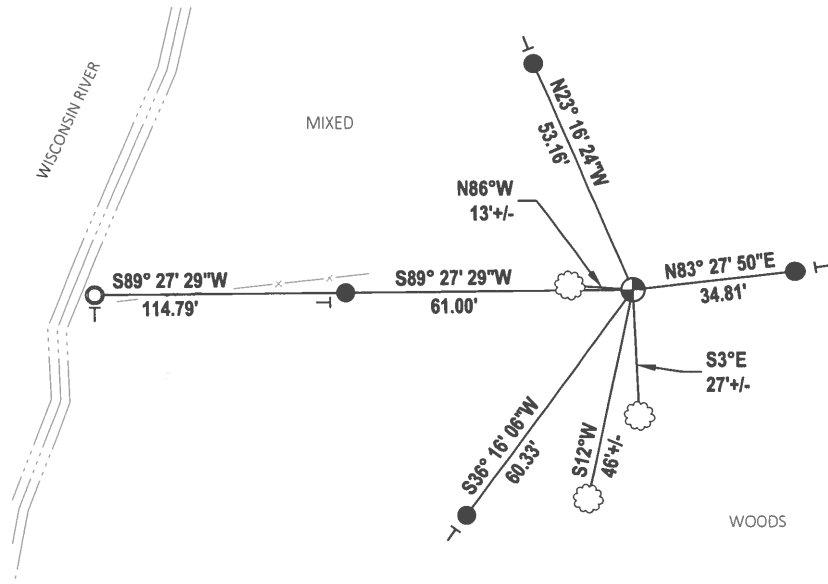 WISCONSIN RIVER
MIXED
N23° 16' 24"W
53.16'
N86°W
13'+/-
S89° 27' 29"W
114.79'
S89° 27' 29"W
61.00'
N83° 27' 50"E
34.81'
S3°E
27'+/-
S36° 16' 06"W
60.33'
S12°W
46'+/-
WOODS